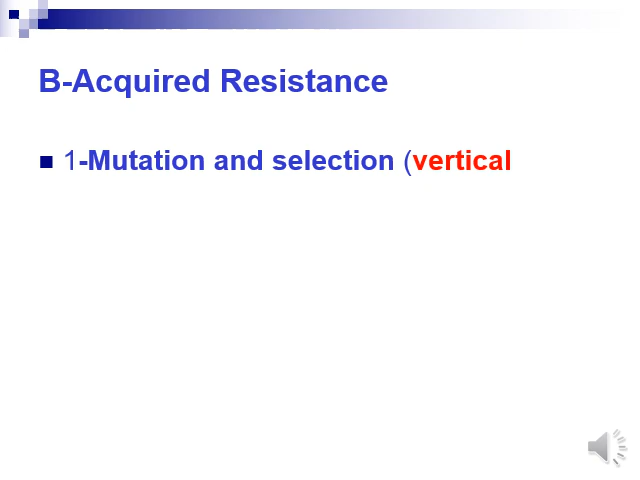 B-Acquired Resistance
1-Mutation and selection (vertical